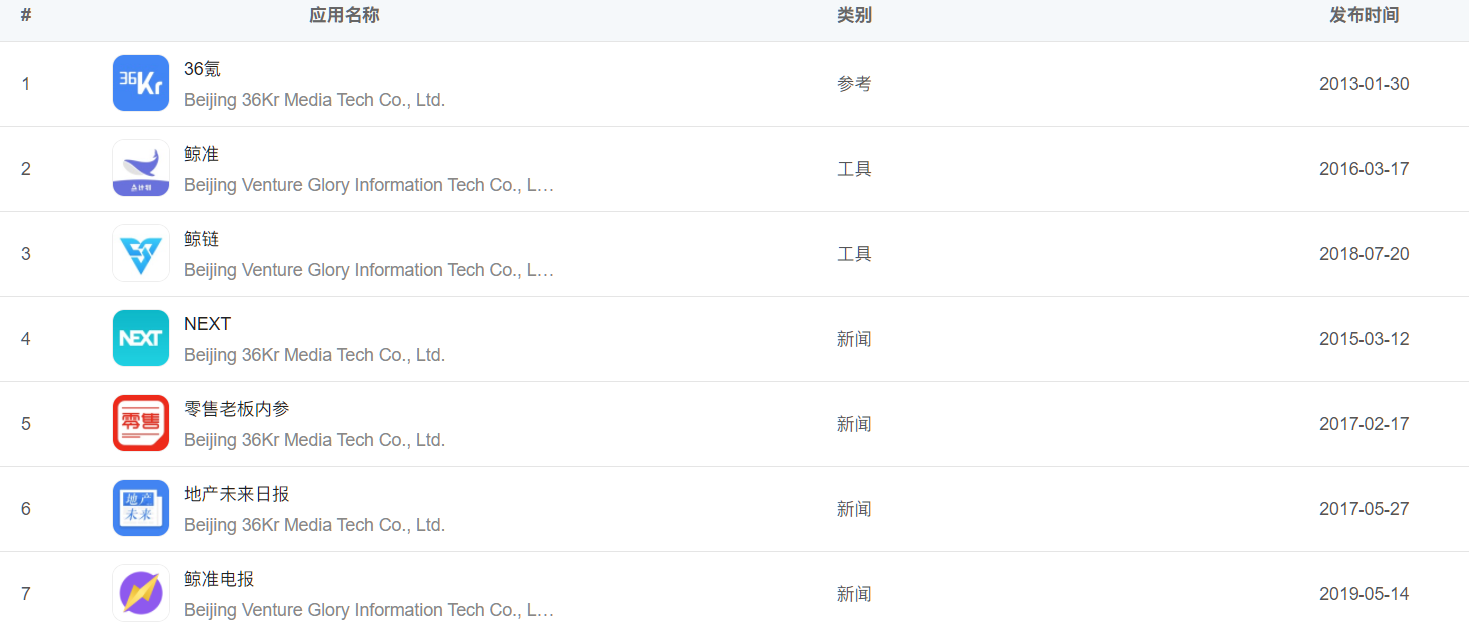 # 应用名称 类别 发布时间
1 36Kr 36氪 参考 2013-01-30
Beijing 36Kr Media Tech Co., Ltd.
2 鲸准 工具 2016-03-17
Beijing Venture Glory Information Tech Co., L...
3 鲸链 工具 2018-07-20
Beijing Venture Glory Information Tech Co., L...
4 NEXT NEXT 新闻 2015-03-12
Beijing 36Kr Media Tech Co., Ltd.
5 零售 零售老板内参 新闻 2017-02-17
Beijing 36Kr Media Tech Co., Ltd.
6 地产未来 地产未来日报 新闻 2017-05-27
Beijing 36Kr Media Tech Co., Ltd.
7 鲸准电报 新闻 2019-05-14
Beijing Venture Glory Information Tech Co., L...